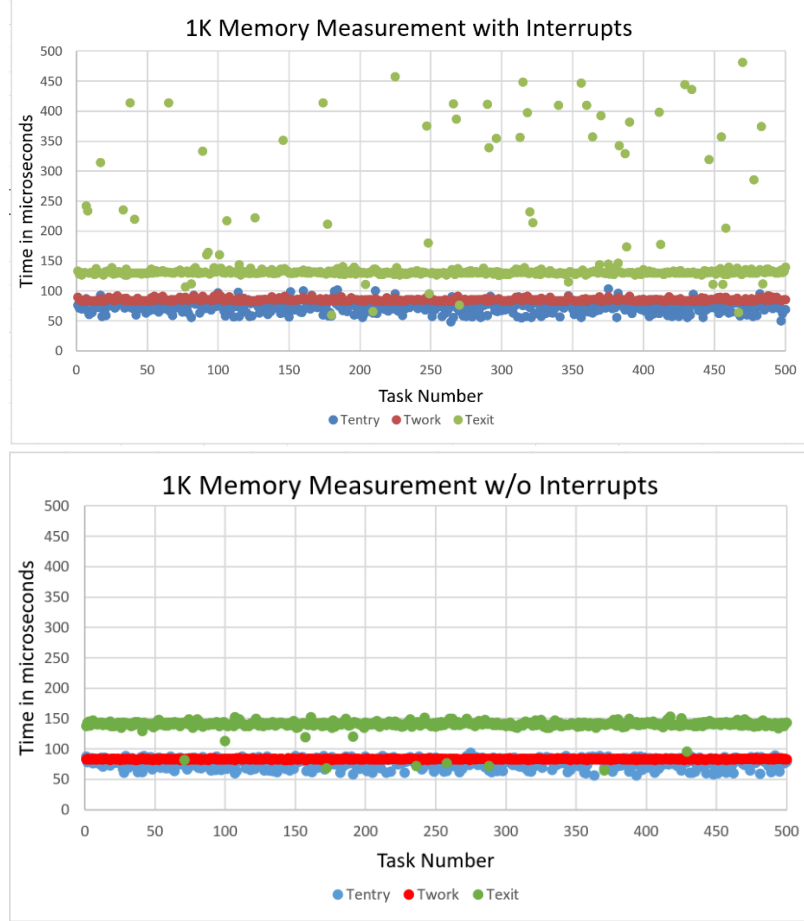 1K Memory Measurement with Interrupts
500
450
400
350
300
250
200
150
100
50
0
Time in microseconds
0 50 100 150 200 250 300 350 400 450 500
Task Number
Tentry Twork Texit
1K Memory Measurement w/o Interrupts
500
450
400
350
300
250
200
150
100
50
0
Time in microseconds
0 50 100 150 200 250 300 350 400 450 500
Task Number
Tentry Twork Texit